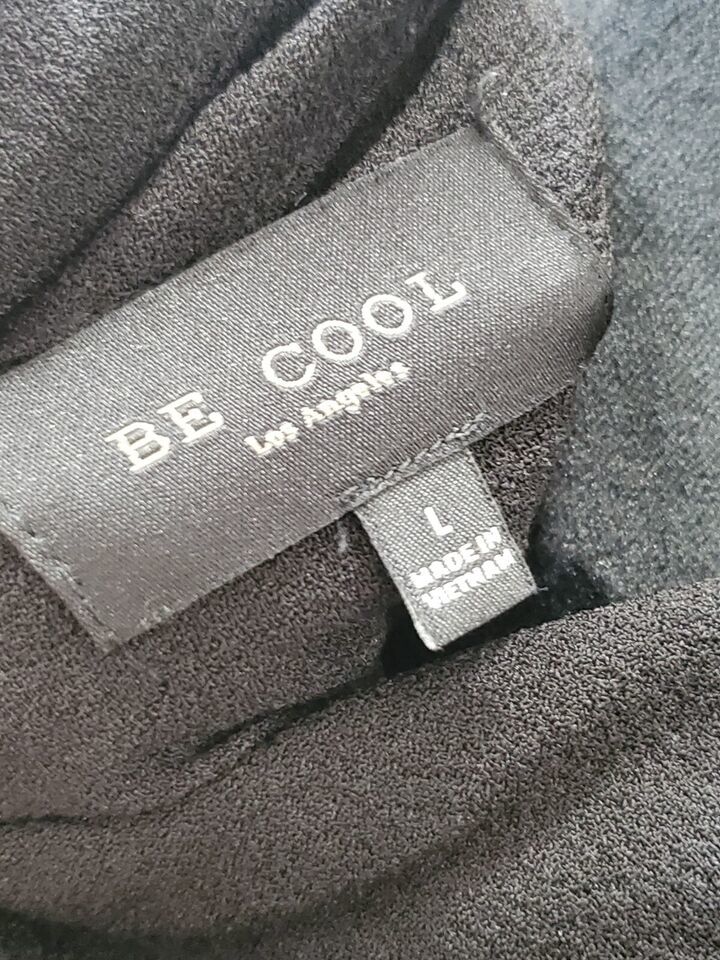 BE COOL
Los Angeles
L
MADE IN
VIETNAM